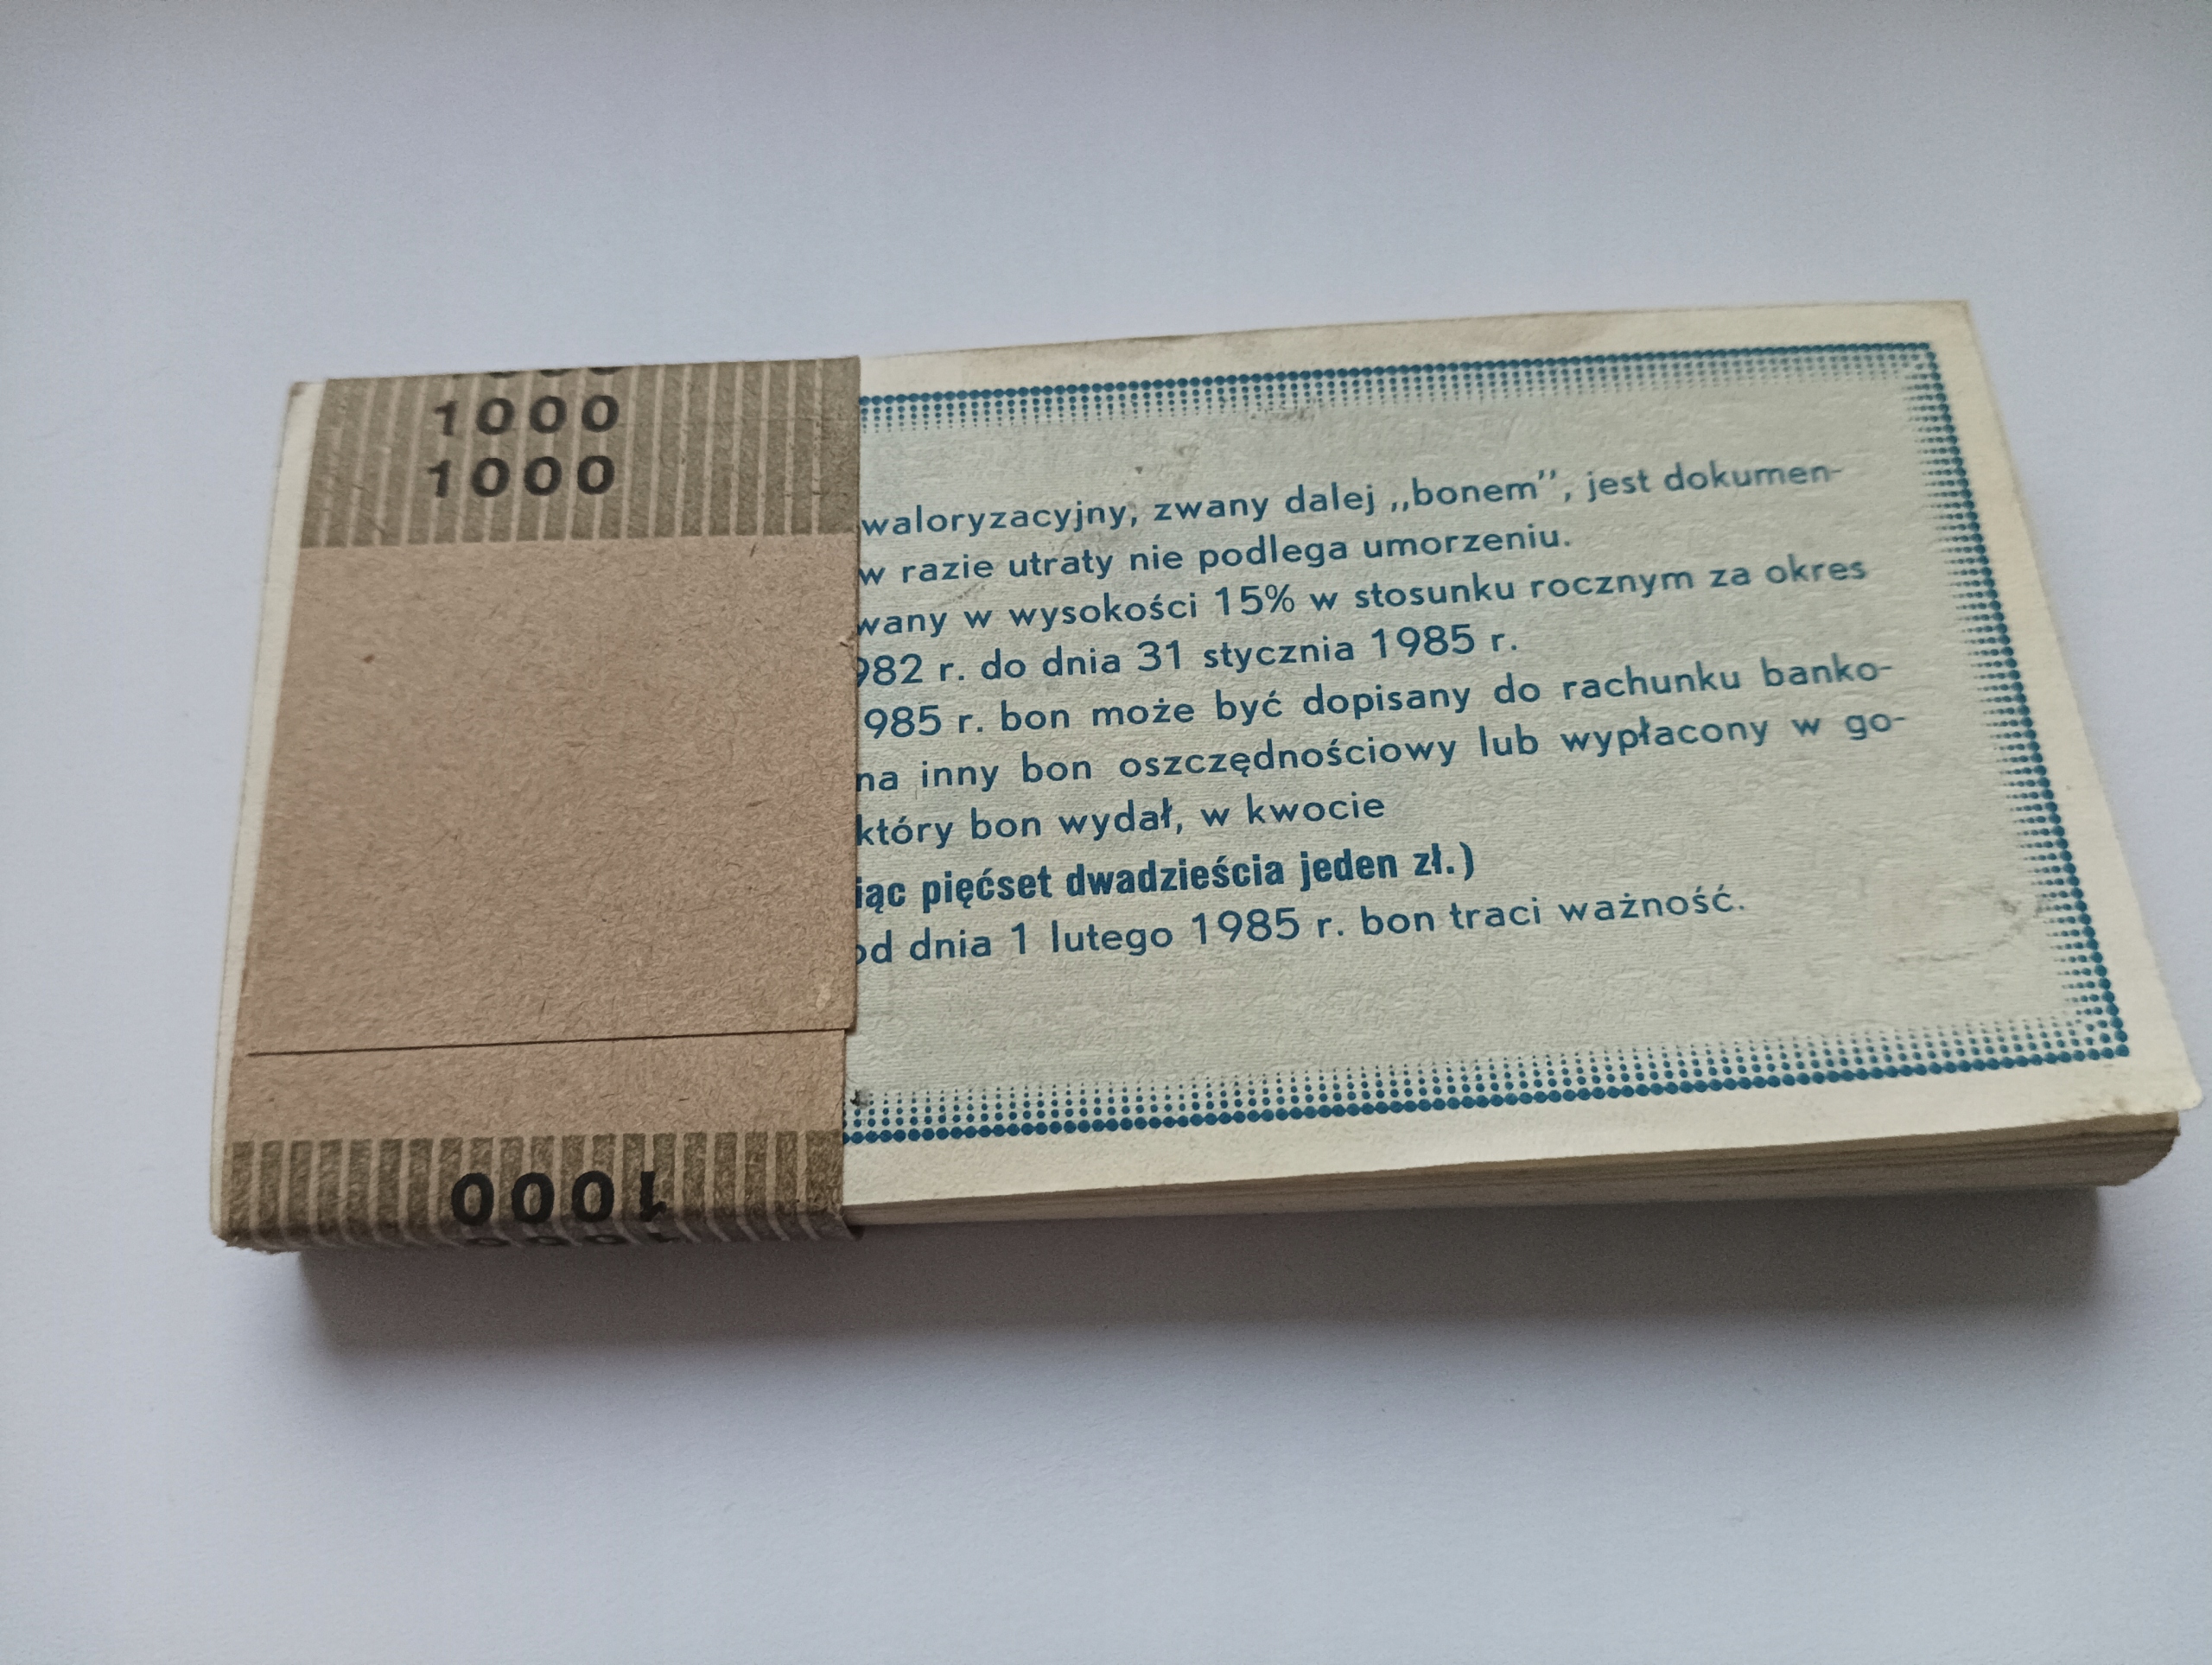 1000
1000
waloryzacyjny, zwany dalej ,,bonem'', jest dokumen-
w razie utraty nie podlega umorzeniu.
wany w wysokości 15% w stosunku rocznym za okres
982 r. do dnia 31 stycznia 1985 r.
985 r. bon może być dopisany do rachunku banko-
na inny bon oszczędnościowy lub wypłacony w go-
który bon wydał, w kwocie
iąc pięćset dwadzieścia jeden zł.)
od dnia 1 lutego 1985 r. bon traci ważność.
1000